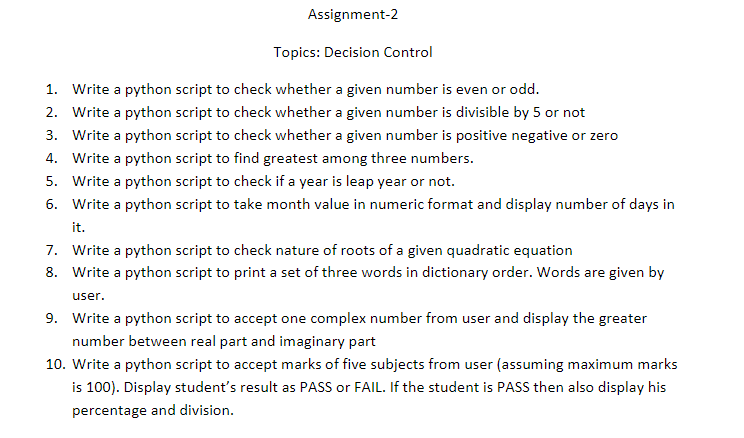 Assignment-2
Topics: Decision Control
1. Write a python script to check whether a given number is even or odd.
2. Write a python script to check whether a given number is divisible by 5 or not
3. Write a python script to check whether a given number is positive negative or zero
4. Write a python script to find greatest among three numbers.
5. Write a python script to check if a year is leap year or not.
6. Write a python script to take month value in numeric format and display number of days in
it.
7. Write a python script to check nature of roots of a given quadratic equation
8. Write a python script to print a set of three words in dictionary order. Words are given by
user.
9. Write a python script to accept one complex number from user and display the greater
number between real part and imaginary part
10. Write a python script to accept marks of five subjects from user (assuming maximum marks
is 100). Display student’s result as PASS or FAIL. If the student is PASS then also display his
percentage and division.